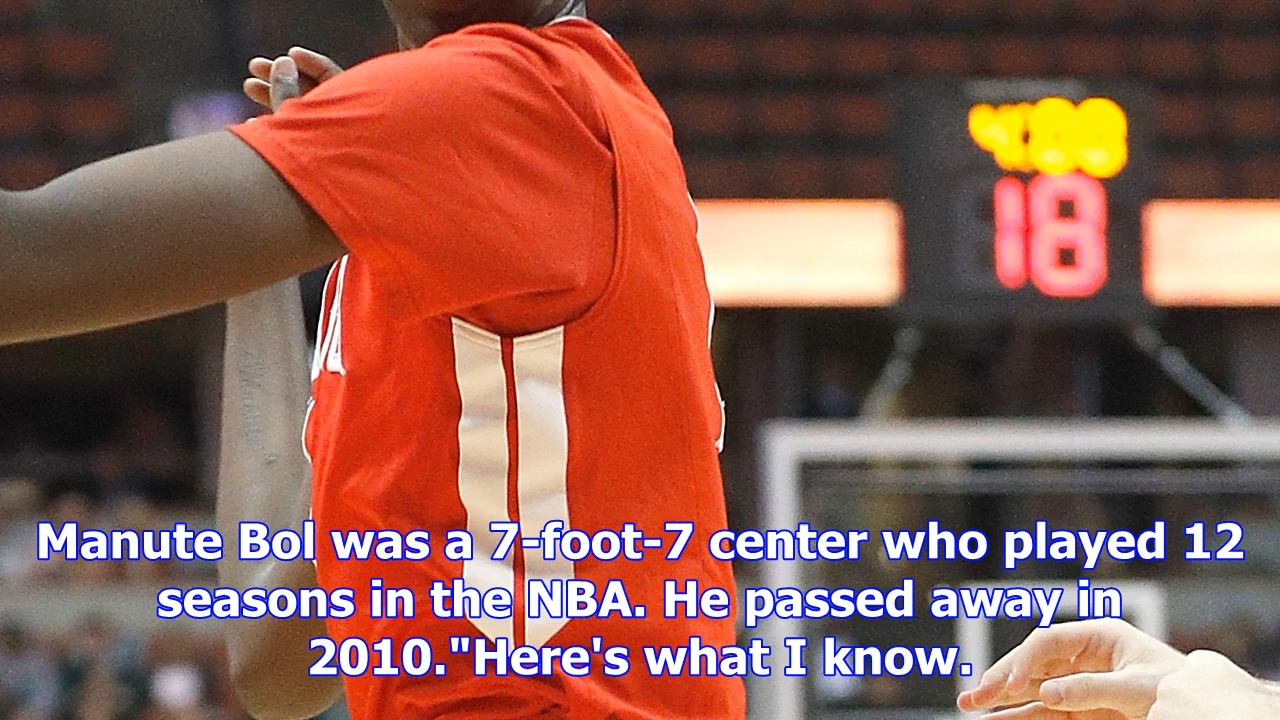 18
Manute Bol was a 7-foot-7 center who played 12
seasons in the NBA. He passed away in
2010."Here's what I know.